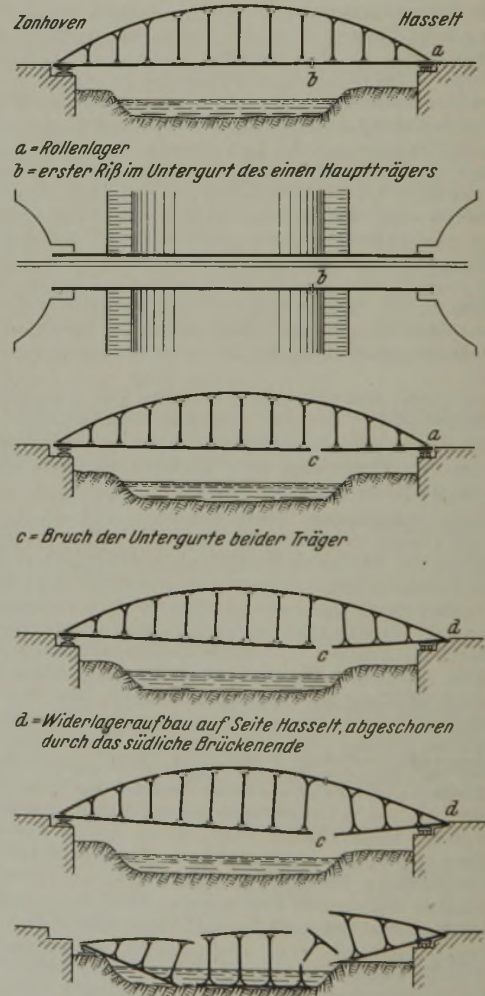 Zonhoven Hasselt
a
b
a = Rollenlager
b = erster Riß im Untergurt des einen Hauptträgers
b
a
c
c = Bruch der Untergurte beider Träger
d
c
d = Widerlageraufbau auf Seite Hasselt, abgeschoren
durch das südliche Brückenende
d
c